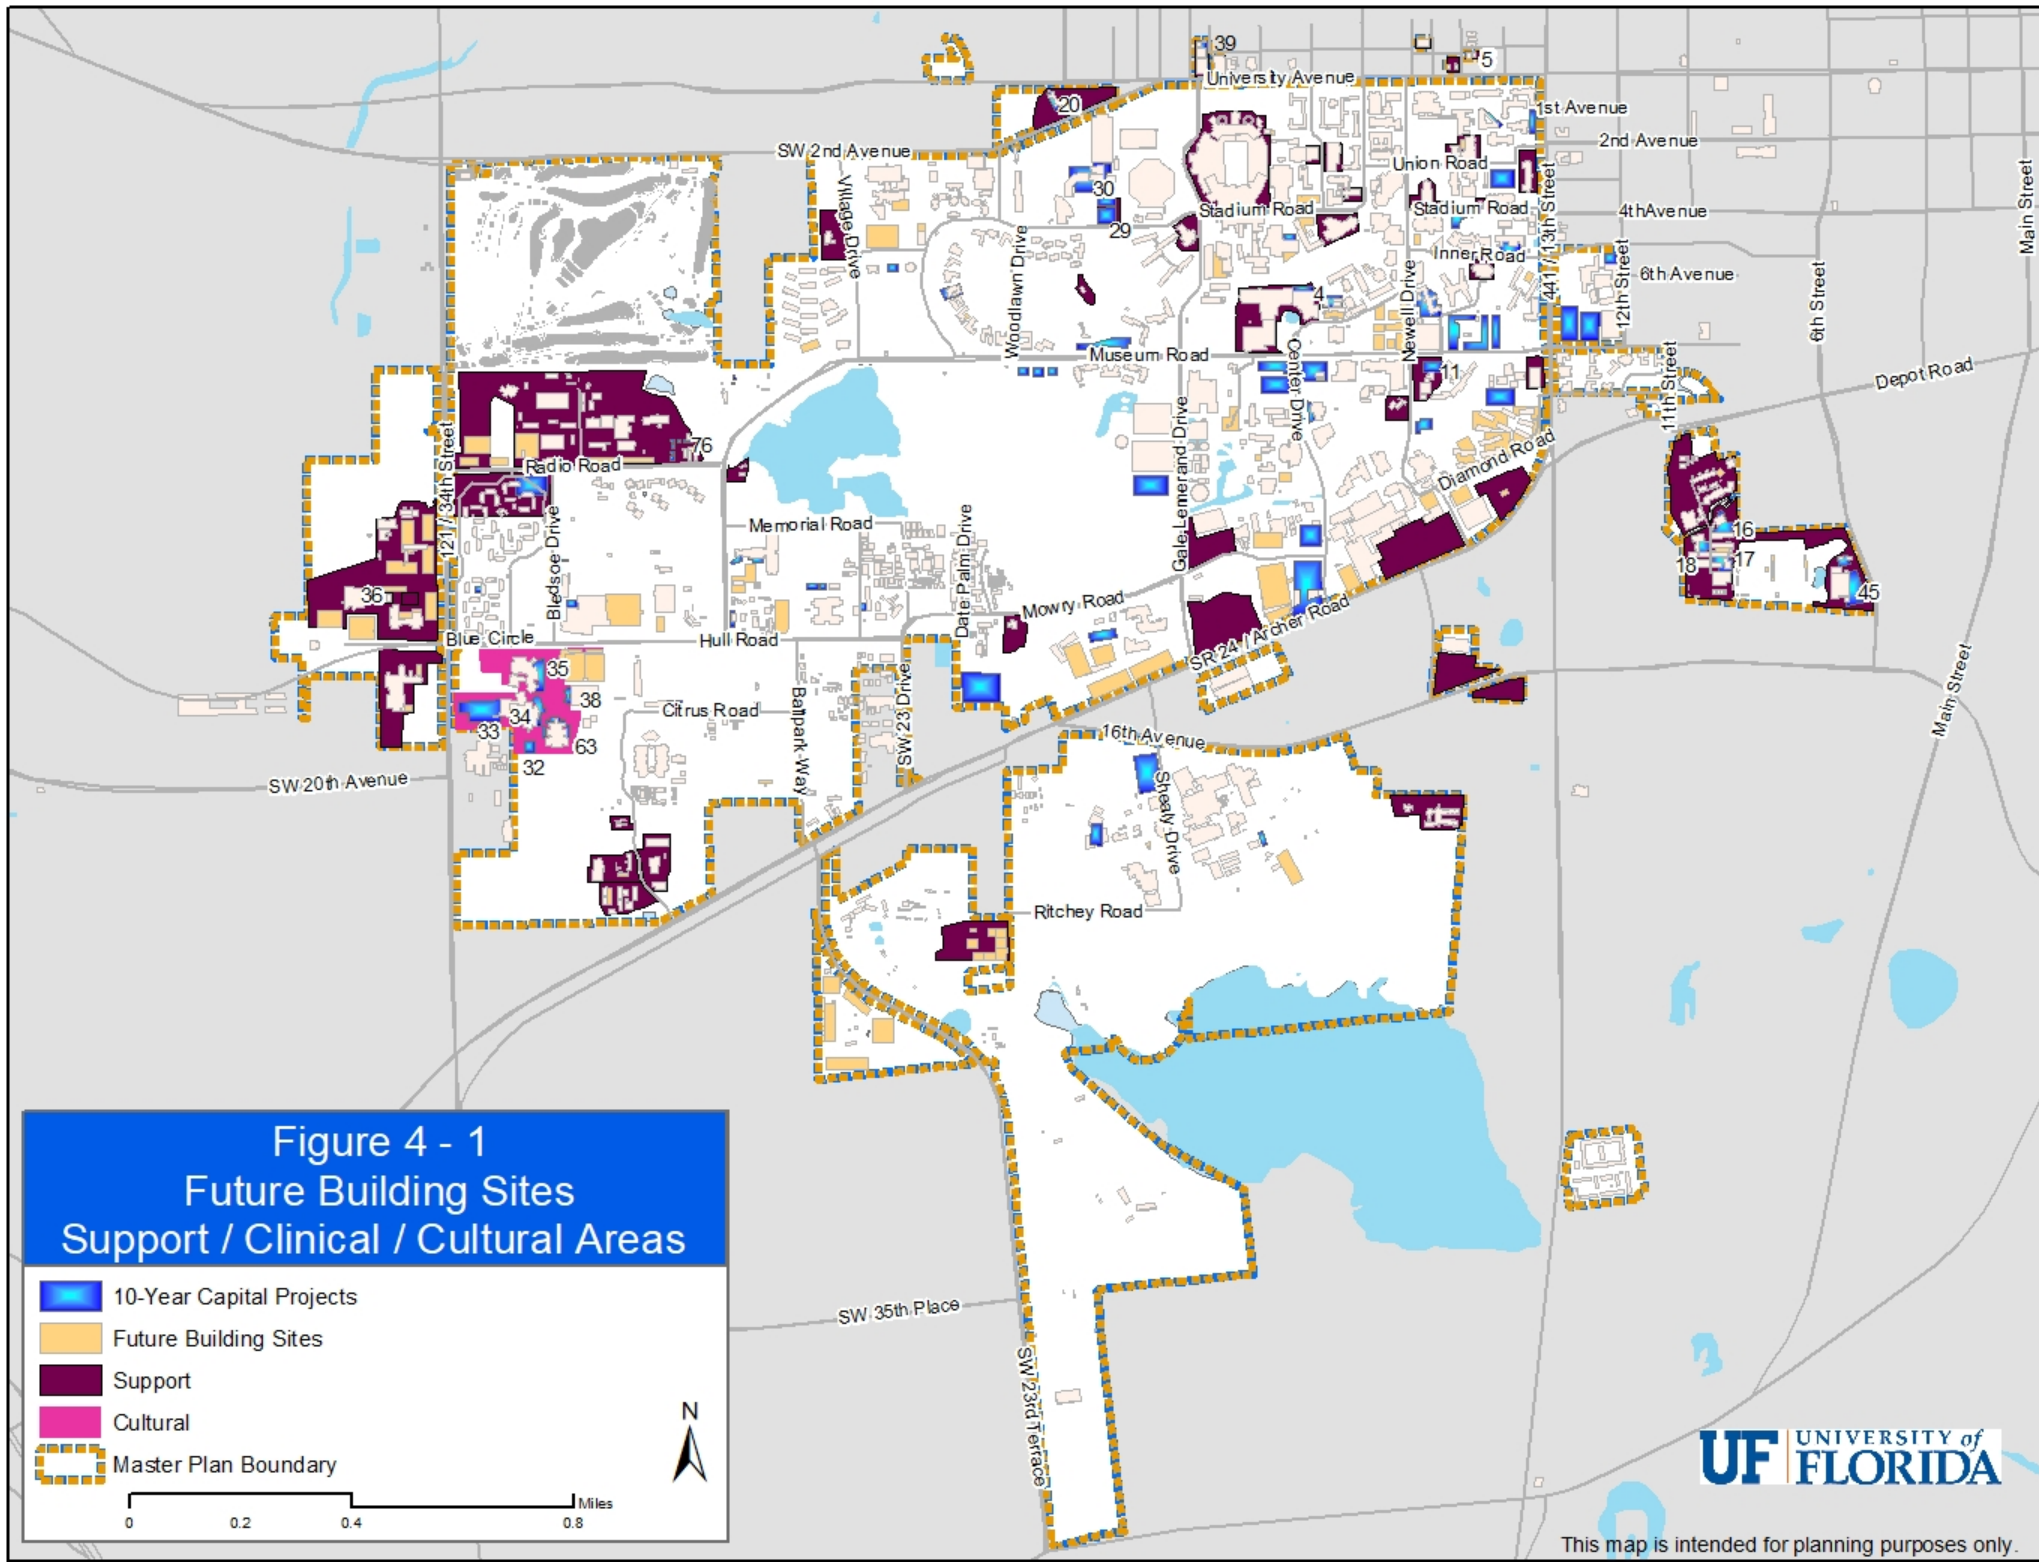 39
5
University Avenue
20
1st Avenue
2nd Avenue
SW 2nd Avenue
Union Road
Village Drive
30
29
Stadium Road
Stadium Road
4thAvenue
Main Street
441 / 13th Street
Inner Road
12th Street
6th Avenue
6th Street
Woodlawn Drive
4
Newell Drive
Museum Road
Center Drive
11
11th Street
Depot Road
Gale Lemerand Drive
76
Radio Road
121 / 34th Street
Diamond Road
Memorial Road
Date Palm Drive
Bledsoe Drive
16
17
18
45
36
Mowry Road
SR 24 / Archer Road
Blue Circle
Hull Road
35
38
34
33
63
32
Citrus Road
Ballpark Way
SW 23 Drive
16th Avenue
Main Street
SW 20th Avenue
Shealy Drive
Ritchey Road
SW 35th Place
SW 23rd Terrace
Figure 4 - 1
Future Building Sites
Support / Clinical / Cultural Areas
10-Year Capital Projects
Future Building Sites
Support
Cultural
Master Plan Boundary
N
Miles
0 0.2 0.4 0.8
UF UNIVERSITY of
FLORIDA
This map is intended for planning purposes only.